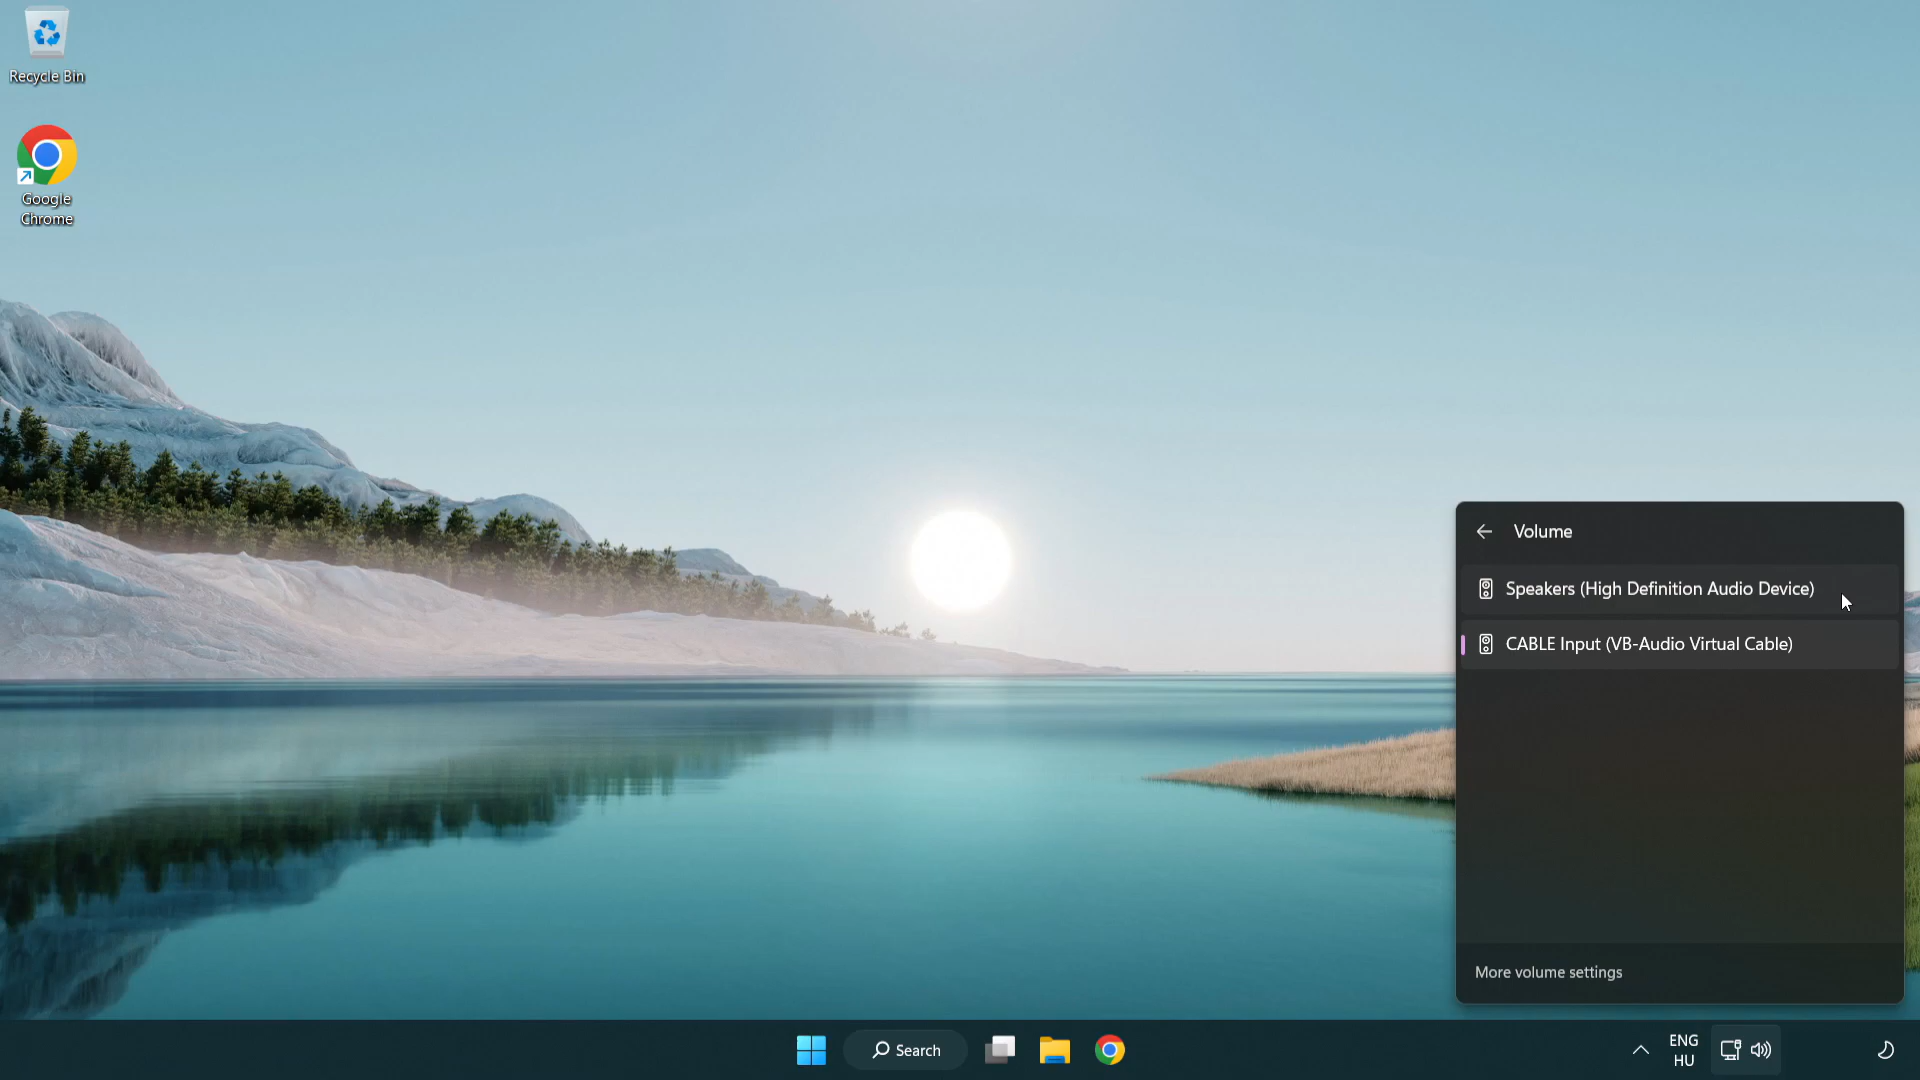 Recycle Bin
Google
Chrome
Volume
Speakers (High Definition Audio Device)
CABLE Input (VB-Audio Virtual Cable)
More volume settings
Search
ENG
HU